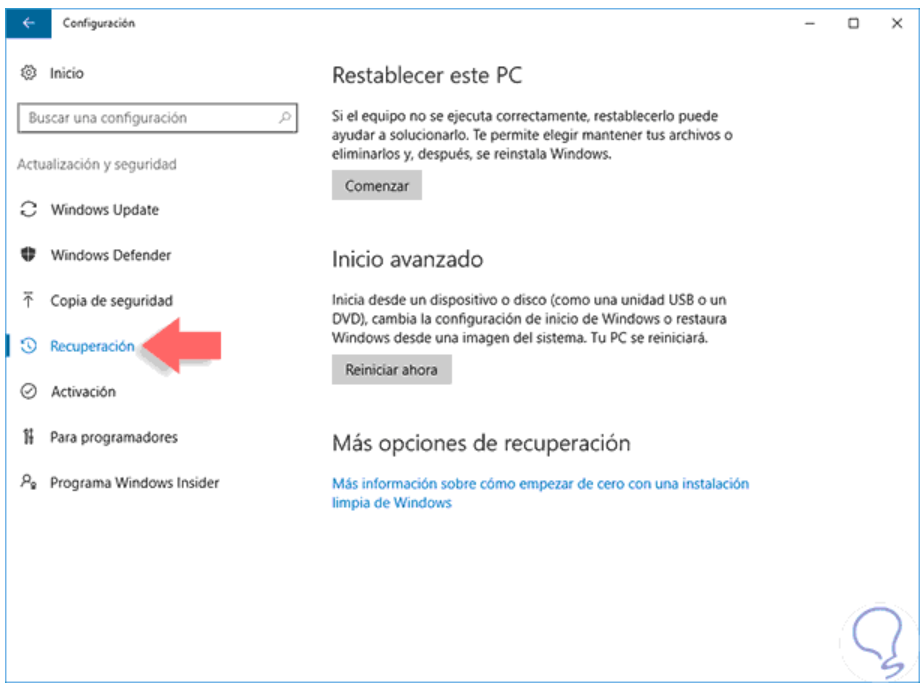 Configuración
Inicio
Buscar una configuración
Actualización y seguridad
Windows Update
Windows Defender
Copia de seguridad
Recuperación
Activación
Para programadores
Programa Windows Insider
Restablecer este PC
Si el equipo no se ejecuta correctamente, restablecerlo puede
ayudar a solucionarlo. Te permite elegir mantener tus archivos o
eliminarlos y, después, se reinstala Windows.
Comenzar
Inicio avanzado
Inicia desde un dispositivo o disco (como una unidad USB o un
DVD), cambia la configuración de inicio de Windows o restaura
Windows desde una imagen del sistema. Tu PC se reiniciará.
Reiniciar ahora
Más opciones de recuperación
Más información sobre cómo empezar de cero con una instalación
limpia de Windows